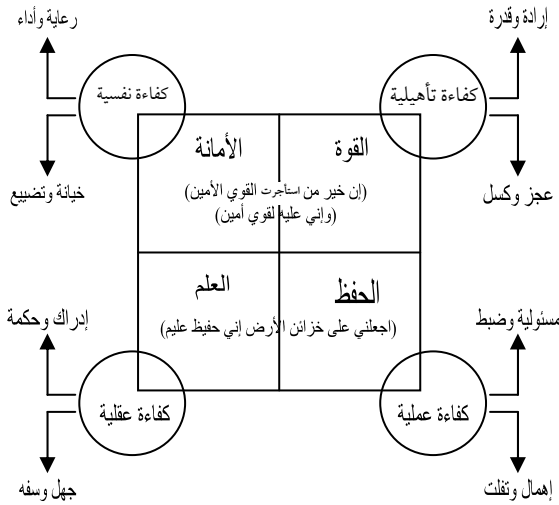 إرادة وقدرة
رعاية وأداء
كفاءة تأهيلية
كفاءة نفسية
عجز وكسل
خيانة وتضييع
القوة
الأمانة
(إن خير من استأجرت القوي الأمين)
(وإني عليه لقوي أمين)
الحفظ
العلم
(اجعلني على خزائن الأرض إني حفيظ عليم)
مسئولية وضبط
إدراك وحكمة
كفاءة عملية
كفاءة عقلية
إهمال وتفلت
جهل وسفه